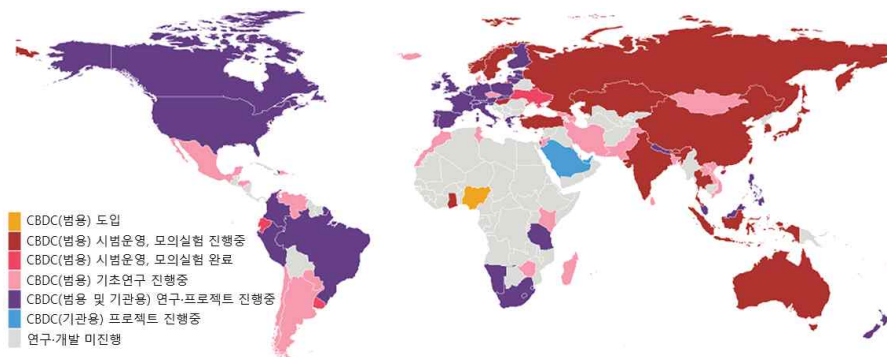 CBDC(범용) 도입
CBDC(범용) 시범운영, 모의실험 진행중
CBDC(범용) 시범운영, 모의실험 완료
CBDC(범용) 기초연구 진행중
CBDC(범용 및 기관용) 연구·프로젝트 진행중
CBDC(기관용) 프로젝트 진행중
연구·개발 미진행